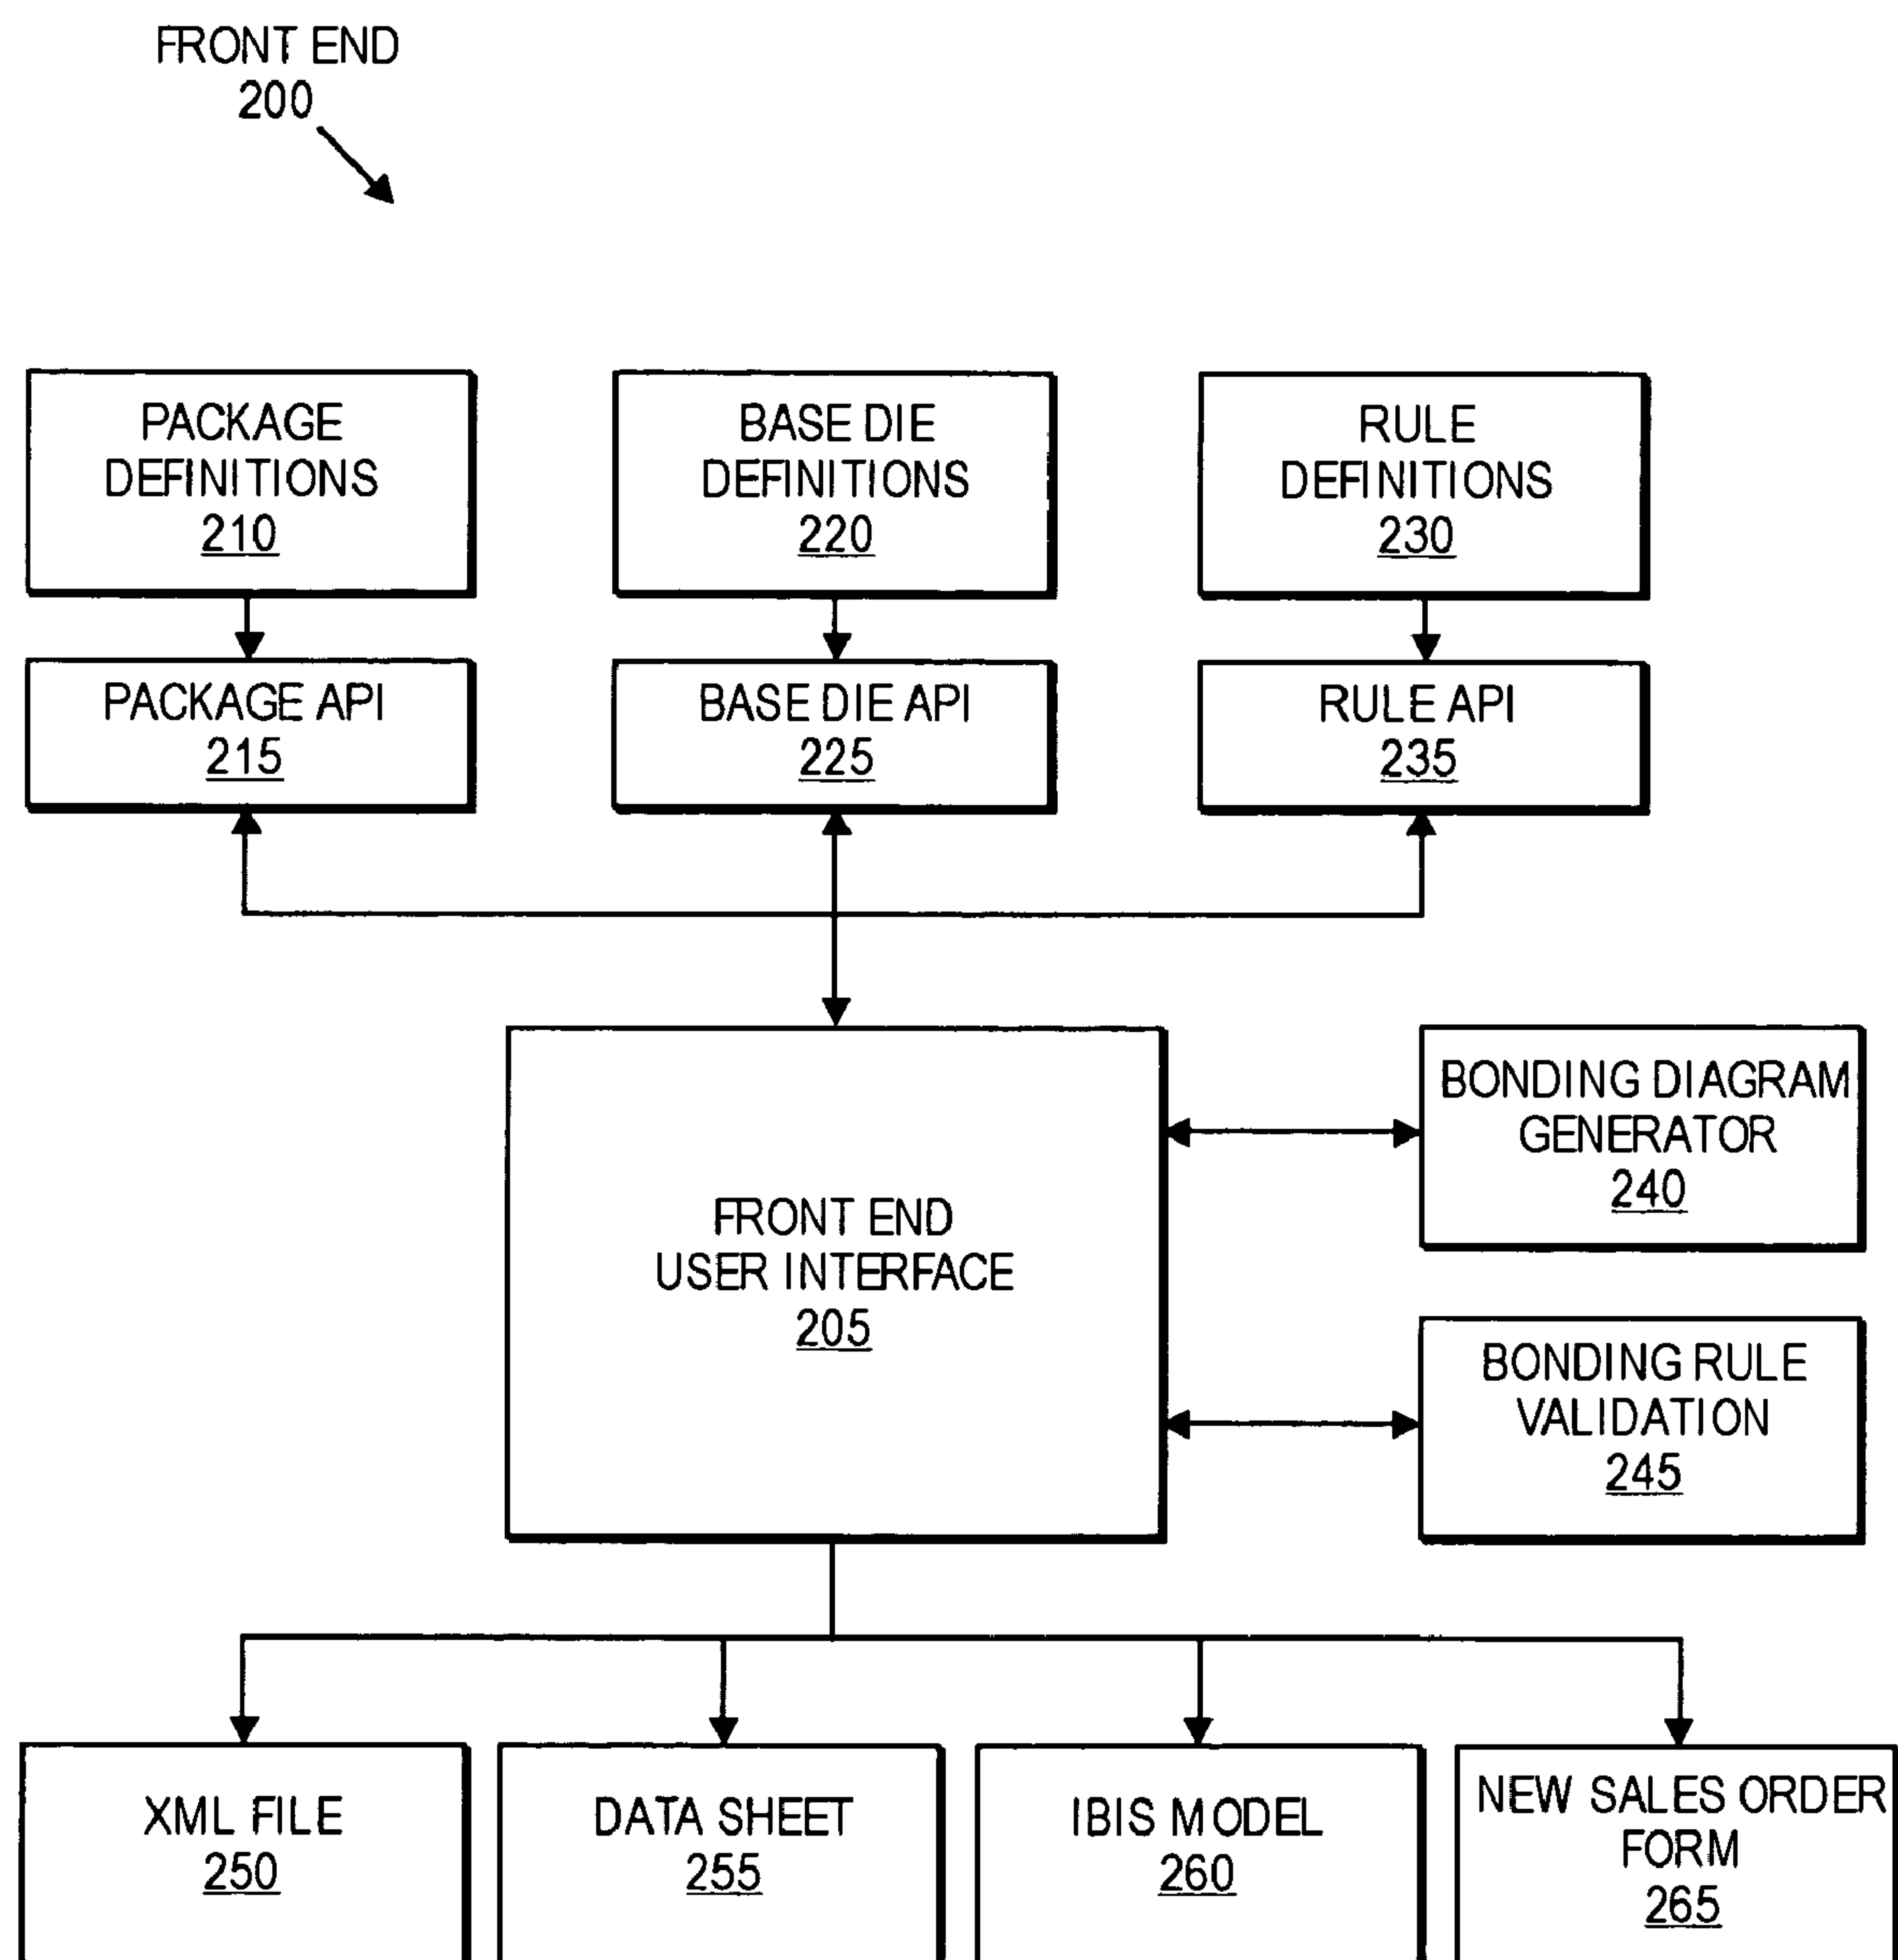 FRONT END
200
PACKAGE
DEFINITIONS
210
BASE DIE
DEFINITIONS
220
RULE
DEFINITIONS
230
PACKAGE API
215
BASE DIE API
225
RULE API
235
BONDING DIAGRAM
GENERATOR
240
FRONT END
USER INTERFACE
205
BONDING RULE
VALIDATION
245
XML FILE
250
DATA SHEET
255
IBIS MODEL
260
NEW SALES ORDER
FORM
265